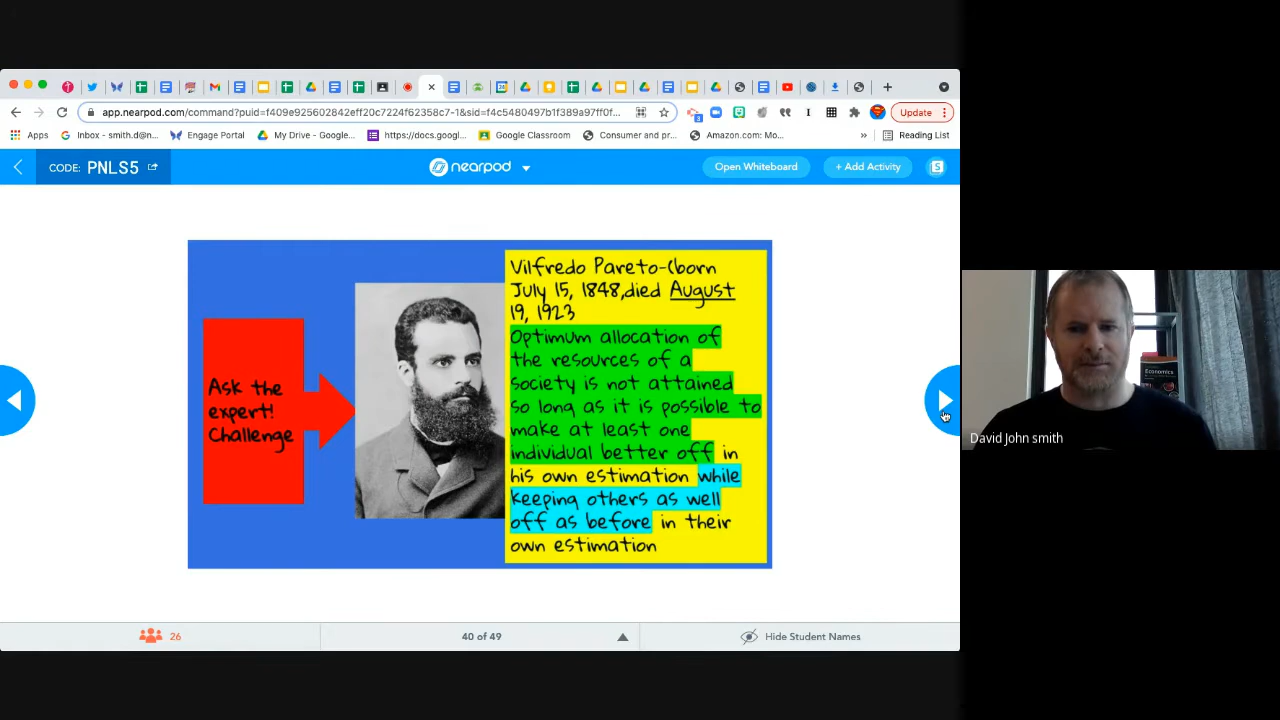 app.nearpod.com/command?puid=f409e925602842eff20c7224f62358c7-1&sid=f4c5480497b1f389a97ff0f...
Update
Apps
Inbox - smith.d@n...
Engage Portal
My Drive - Google...
https://docs.googl...
Google Classroom
Consumer and pr...
Amazon.com: Mo...
»
Reading List
CODE: PNLS5
nearpod
Open Whiteboard
+ Add Activity
S
Ask the
expert!
Challenge
Vilfredo Pareto-(born
July 15, 1848,died August
19, 1923
Optimum allocation of
the resources of a
society is not attained
so long as it is possible to
make at least one
individual better off in
his own estimation while
keeping others as well
off as before in their
own estimation
Economics
David John smith
26
40 of 49
Hide Student Names